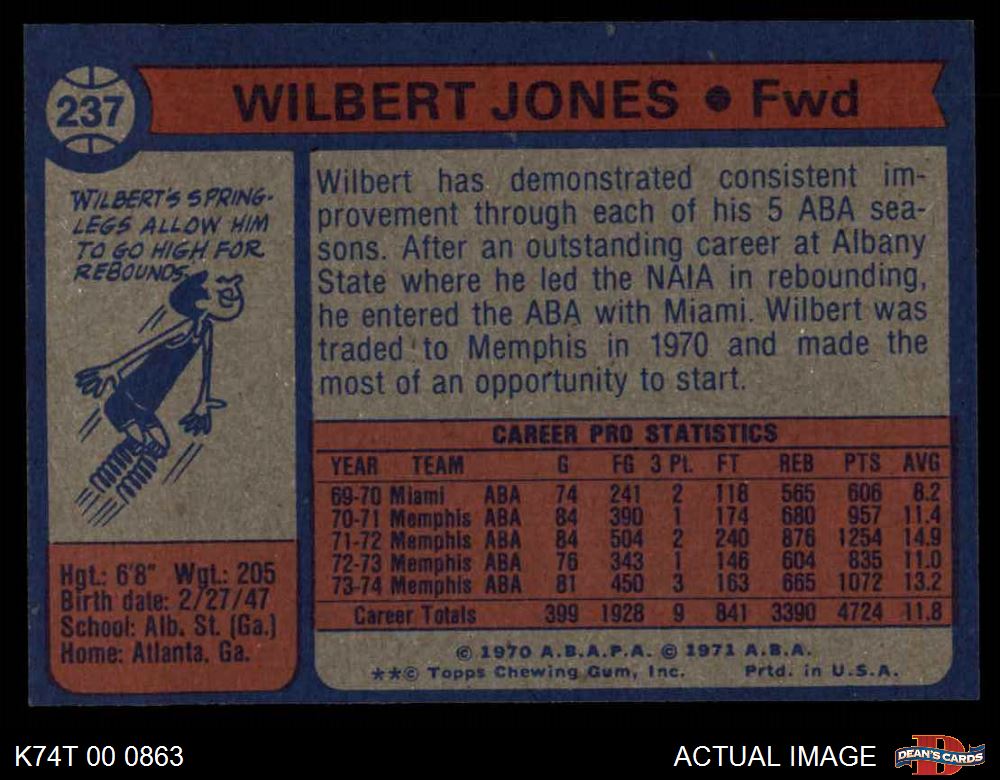 237
WILBERT JONES • Fwd
WILBERT'S SPRING-
LEGS ALLOW HIM
TO GO HIGH FOR
REBOUNDS
Wilbert has demonstrated consistent im-
provement through each of his 5 ABA sea-
sons. After an outstanding career at Albany
State where he led the NAIA in rebounding,
he entered the ABA with Miami. Wilbert was
traded to Memphis in 1970 and made the
most of an opportunity to start.
CAREER PRO STATISTICS
YEAR TEAM G FG 3 Pt. FT REB PTS AVG
69-70 Miami ABA 74 241 2 118 565 606 8.2
70-71 Memphis ABA 84 390 1 174 680 957 11.4
71-72 Memphis ABA 84 504 2 240 876 1254 14.9
72-73 Memphis ABA 76 343 1 146 604 835 11.0
73-74 Memphis ABA 81 450 3 163 665 1072 13.2
Career Totals 399 1928 9 841 3390 4724 11.8
Hgt.: 6'8" Wgt.: 205
Birth date: 2/27/47
School: Alb. St. (Ga.)
Home: Atlanta, Ga.
© 1970 A.B.A.P.A. © 1971 A.B.A.
**© Topps Chewing Gum, Inc. Prtd. in U.S.A.
K74T 00 0863
ACTUAL IMAGE
D
DEAN'S CARDS